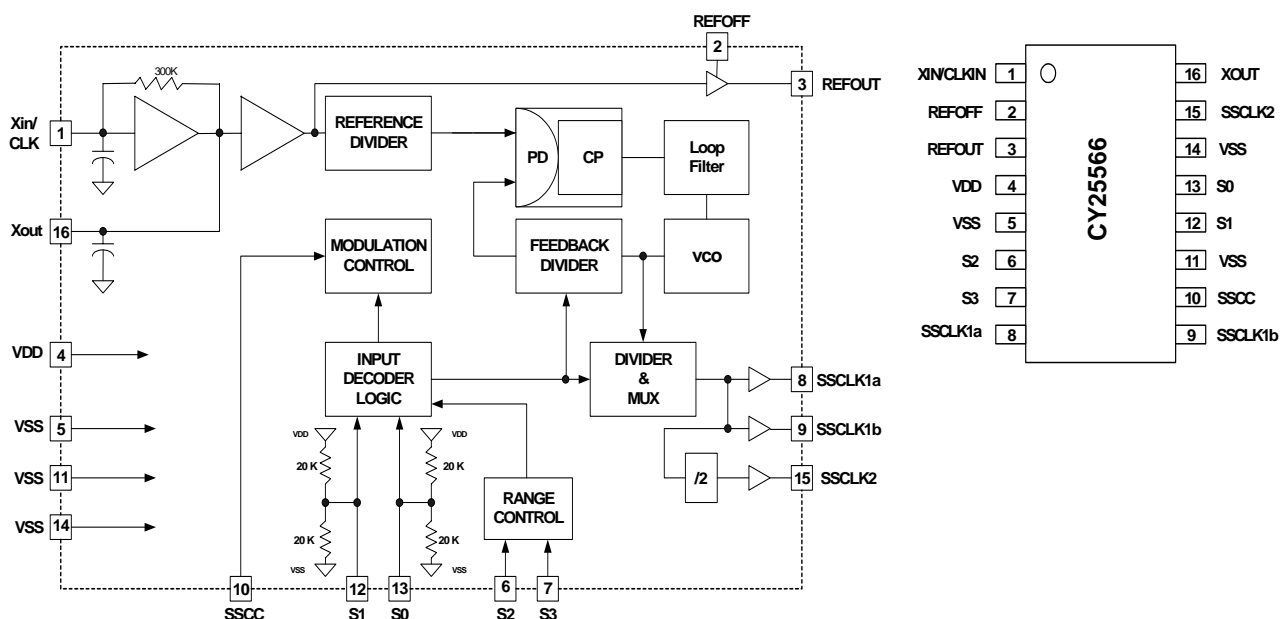 REFOFF
2
300K
3 REFOUT
Xin/
CLK
1
REFERENCE
DIVIDER
PD
CP
Loop
Filter
Xout
16
MODULATION
CONTROL
FEEDBACK
DIVIDER
VCO
VDD 4
INPUT
DECODER
LOGIC
DIVIDER
&
MUX
8 SSCLK1a
VSS 5
9 SSCLK1b
VDD
VDD
20 K
20 K
/2
15 SSCLK2
VSS 11
RANGE
CONTROL
VSS 14
20 K
20 K
VSS
VSS
10
12
13
6
7
SSCC
S1
S0
S2
S3
XIN/CLKIN 1
16 XOUT
REFOFF 2
15 SSCLK2
REFOUT 3
14 VSS
VDD 4
13 S0
VSS 5
12 S1
S2 6
11 VSS
S3 7
10 SSCC
SSCLK1a 8
9 SSCLK1b
CY25566